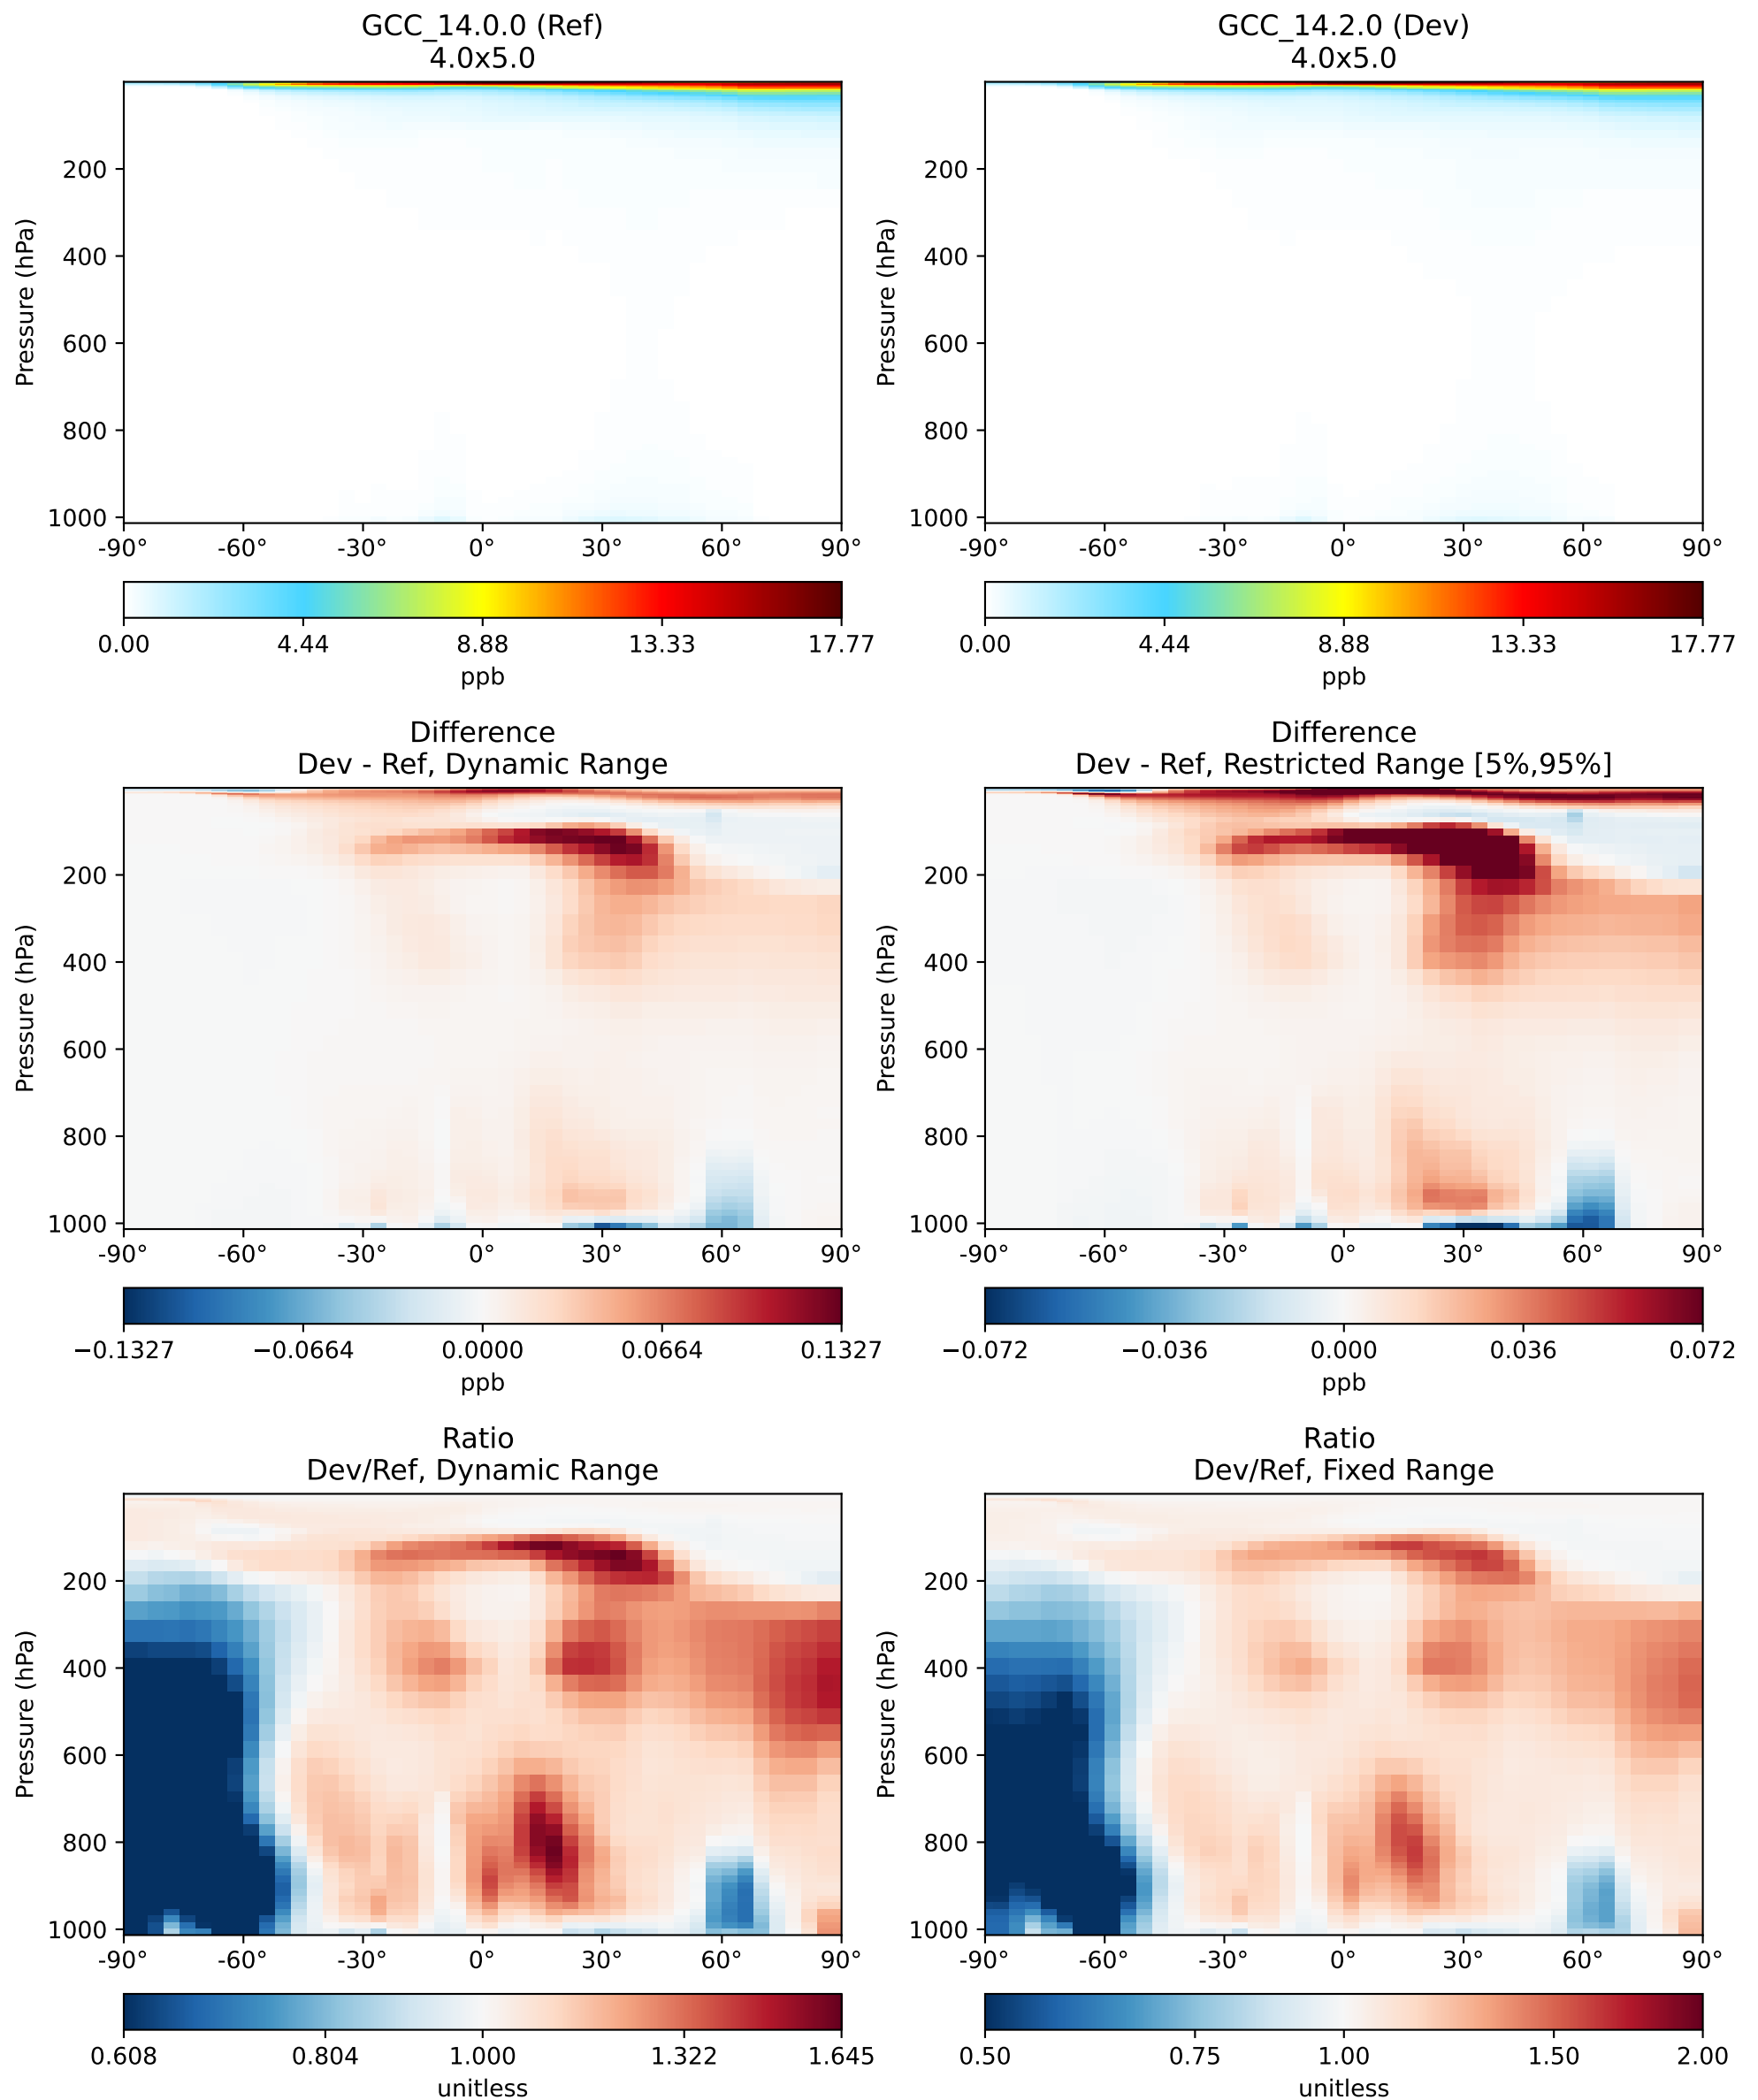 GCC_14.0.0 (Ref)
4.0x5.0
Pressure (hPa)
200
400
600
800
1000
-90° -60° -30° 0° 30° 60° 90°
0.00 4.44 8.88 13.33 17.77
ppb
GCC_14.2.0 (Dev)
4.0x5.0
Pressure (hPa)
200
400
600
800
1000
-90° -60° -30° 0° 30° 60° 90°
0.00 4.44 8.88 13.33 17.77
ppb
Difference
Dev - Ref, Dynamic Range
Pressure (hPa)
200
400
600
800
1000
-90° -60° -30° 0° 30° 60° 90°
−0.1327 −0.0664 0.0000 0.0664 0.1327
ppb
Difference
Dev - Ref, Restricted Range [5%,95%]
Pressure (hPa)
200
400
600
800
1000
-90° -60° -30° 0° 30° 60° 90°
−0.072 −0.036 0.000 0.036 0.072
ppb
Ratio
Dev/Ref, Dynamic Range
Pressure (hPa)
200
400
600
800
1000
-90° -60° -30° 0° 30° 60° 90°
0.608 0.804 1.000 1.322 1.645
unitless
Ratio
Dev/Ref, Fixed Range
Pressure (hPa)
200
400
600
800
1000
-90° -60° -30° 0° 30° 60° 90°
0.50 0.75 1.00 1.50 2.00
unitless